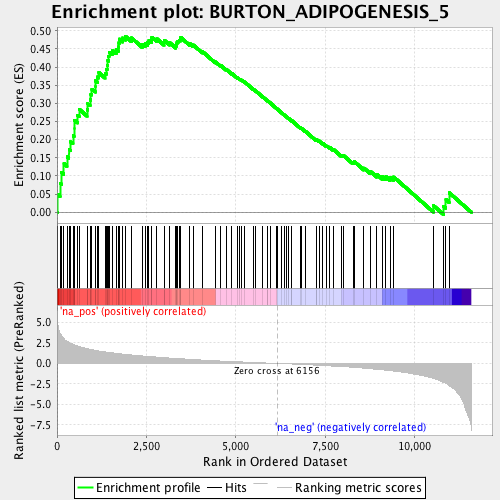 Enrichment plot: BURTON_ADIPOGENESIS_5
Enrichment score (ES)
0.50
0.45
0.40
0.35
0.30
0.25
0.20
0.15
0.10
0.05
0.00
'na_pos' (positively correlated)
Ranked list metric (PreRanked)
5.0
2.5
0.0
-2.5
-5.0
-7.5
Zero cross at 6156
'na_neg' (negatively correlated)
0
2,500
5,000
7,500
10,000
Rank in Ordered Dataset
Enrichment profile
Hits
Ranking metric scores